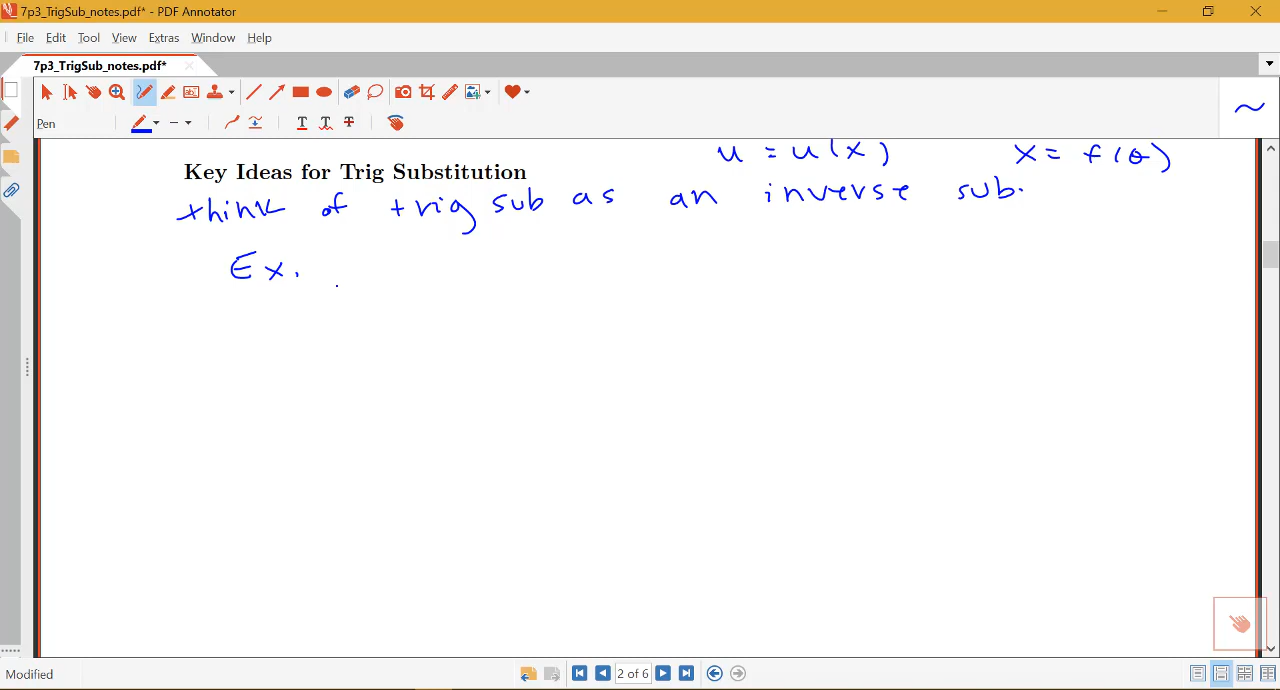 7p3_TrigSub_notes.pdf* - PDF Annotator
File Edit Tool View Extras Window Help
7p3_TrigSub_notes.pdf*
Pen
u = u(x) x = f(θ)
Key Ideas for Trig Substitution
think of trig sub as an inverse sub.
Ex.
Modified 2 of 6